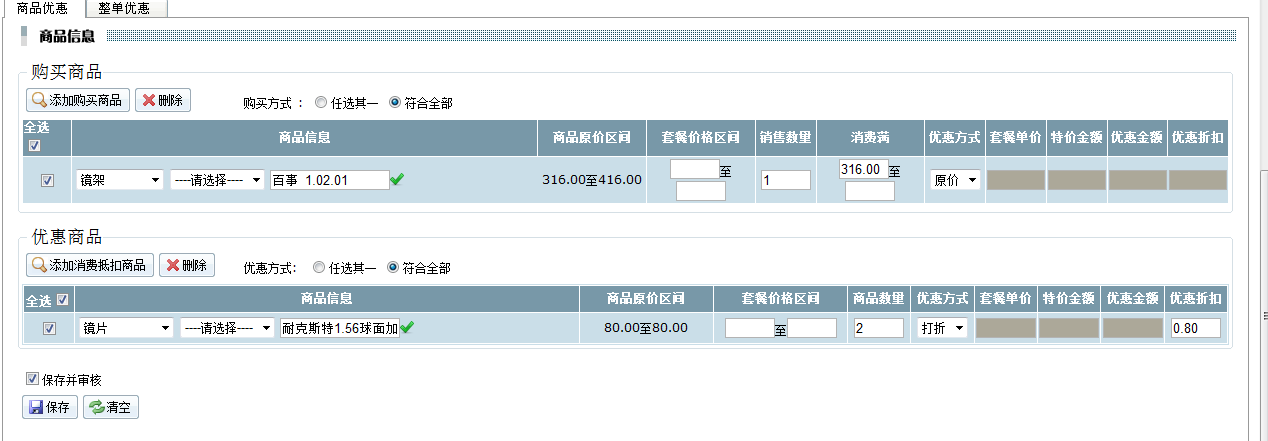 商品优惠 整单优惠
商品信息
购买商品
添加购买商品 删除 购买方式 : 任选其一 符合全部
全选 商品信息 商品原价区间 套餐价格区间 销售数里 消费满 优惠方式 套餐单价 特价金额 优惠金额 优惠折扣
镜架 ----请选择---- 百事 1.02.01 316.00至416.00 至 1 316.00 至 原价
优惠商品
添加消费抵扣商品 删除 优惠方式: 任选其一 符合全部
全选 商品信息 商品原价区间 套餐价格区间 商品数里 优惠方式 套餐单价 特价金额 优惠金额 优惠折扣
镜片 ----请选择---- 耐克斯特1.56球面加 80.00至80.00 至 2 打折 0.80
保存并审核
保存 清空